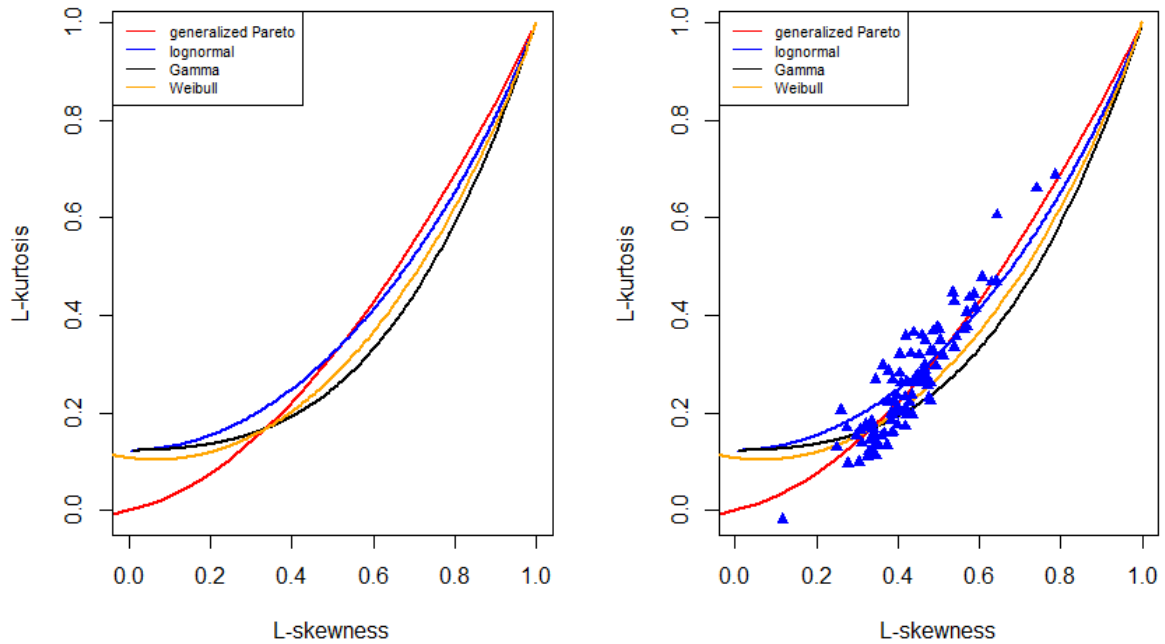 generalized Pareto
lognormal
Gamma
Weibull
L-kurtosis
1.0
0.8
0.6
0.4
0.2
0.0
0.0 0.2 0.4 0.6 0.8 1.0
L-skewness
generalized Pareto
lognormal
Gamma
Weibull
L-kurtosis
1.0
0.8
0.6
0.4
0.2
0.0
0.0 0.2 0.4 0.6 0.8 1.0
L-skewness